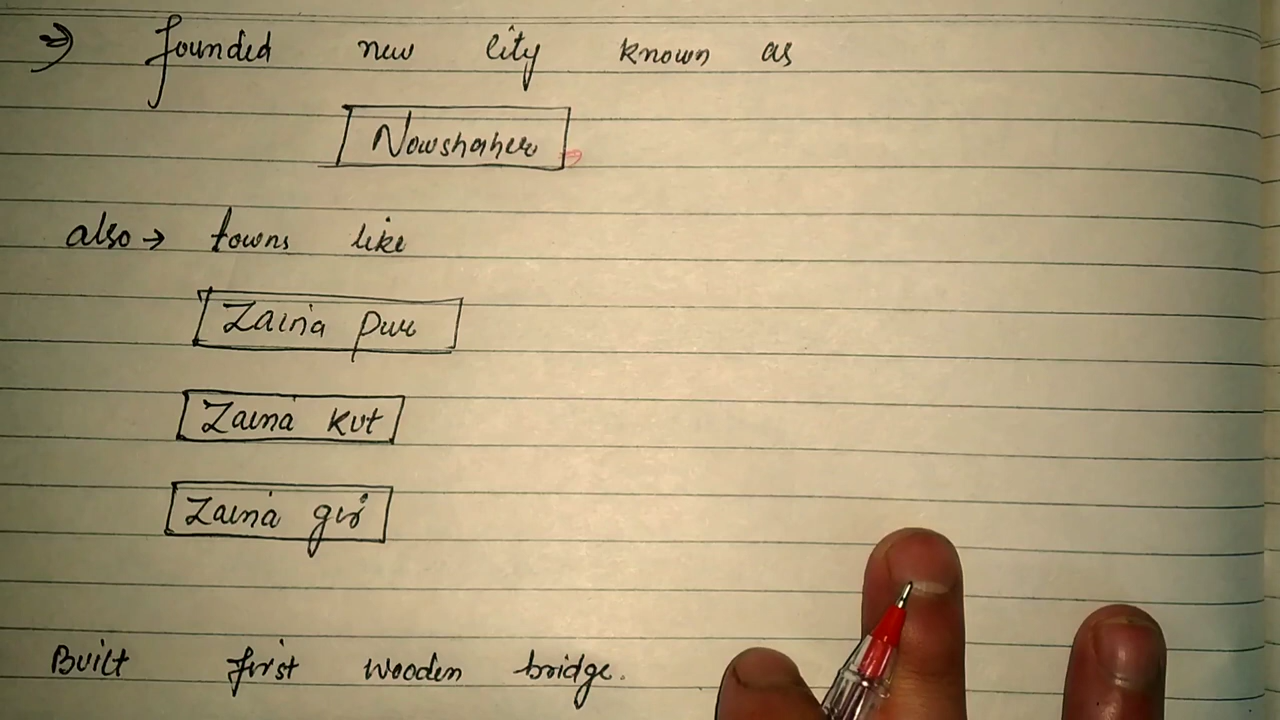 ⇒ founded new city known as
Nowshaher
also → towns like
Zaina pur
Zaina kut
Zaina gir
Built first wooden bridge.